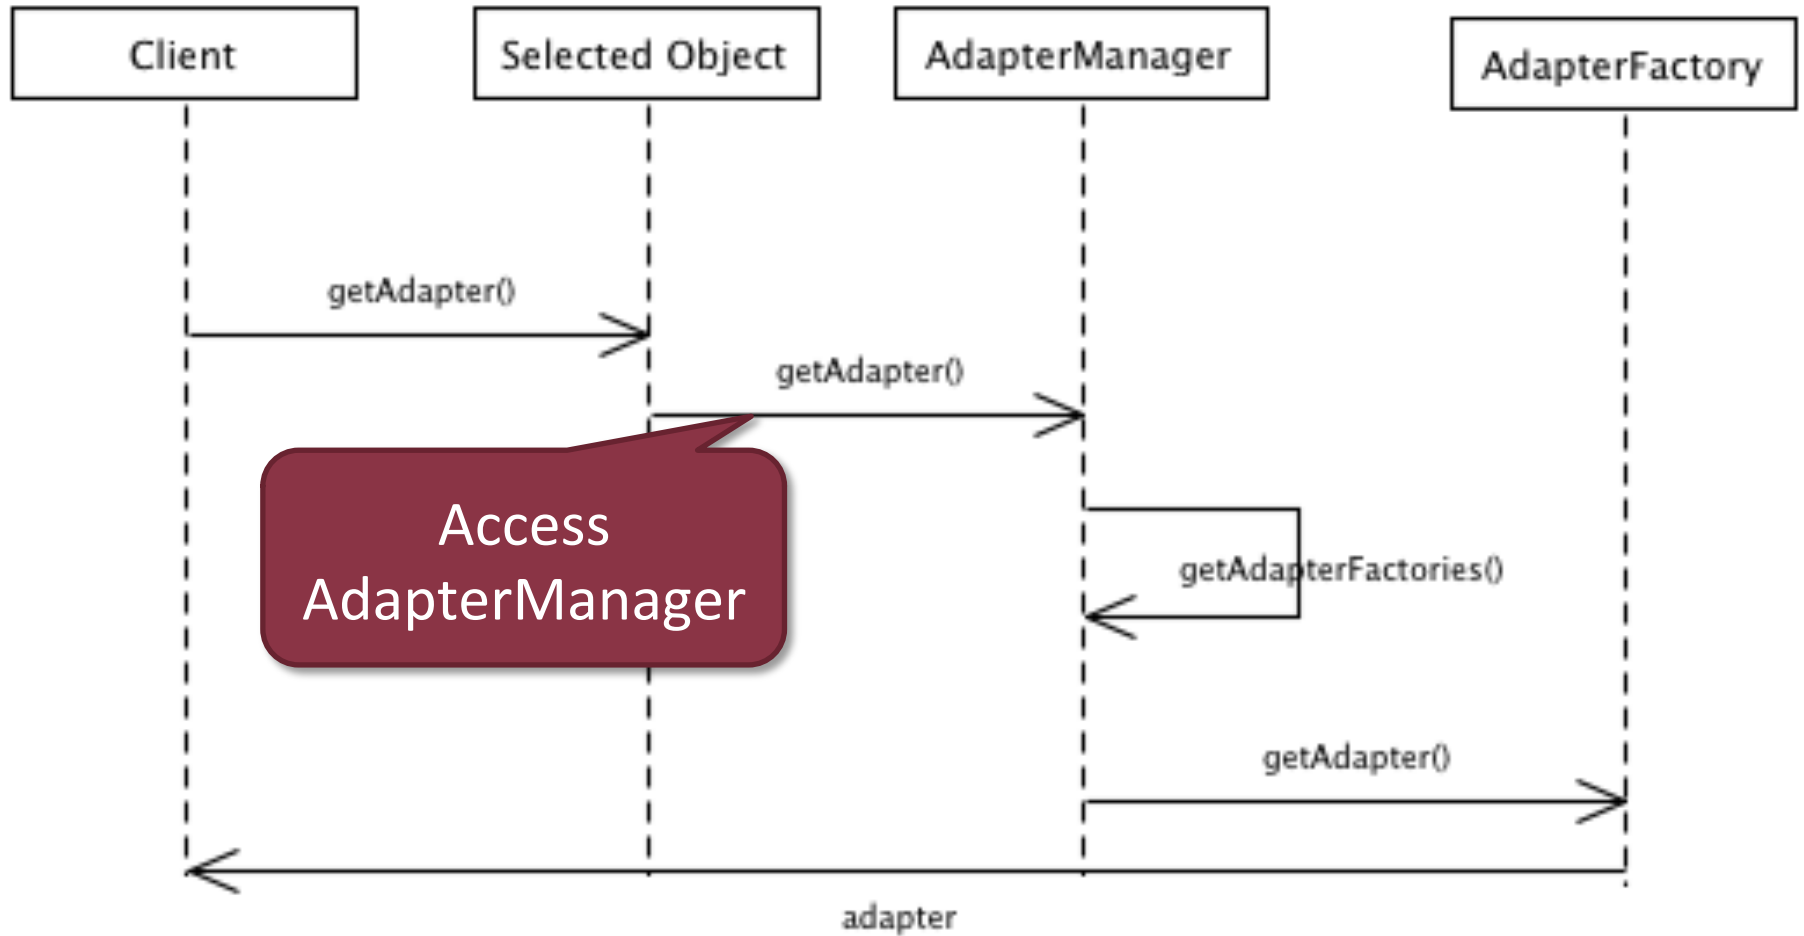 Client
Selected Object
AdapterManager
AdapterFactory
getAdapter()
getAdapter()
Access
AdapterManager
getAdapterFactories()
getAdapter()
adapter